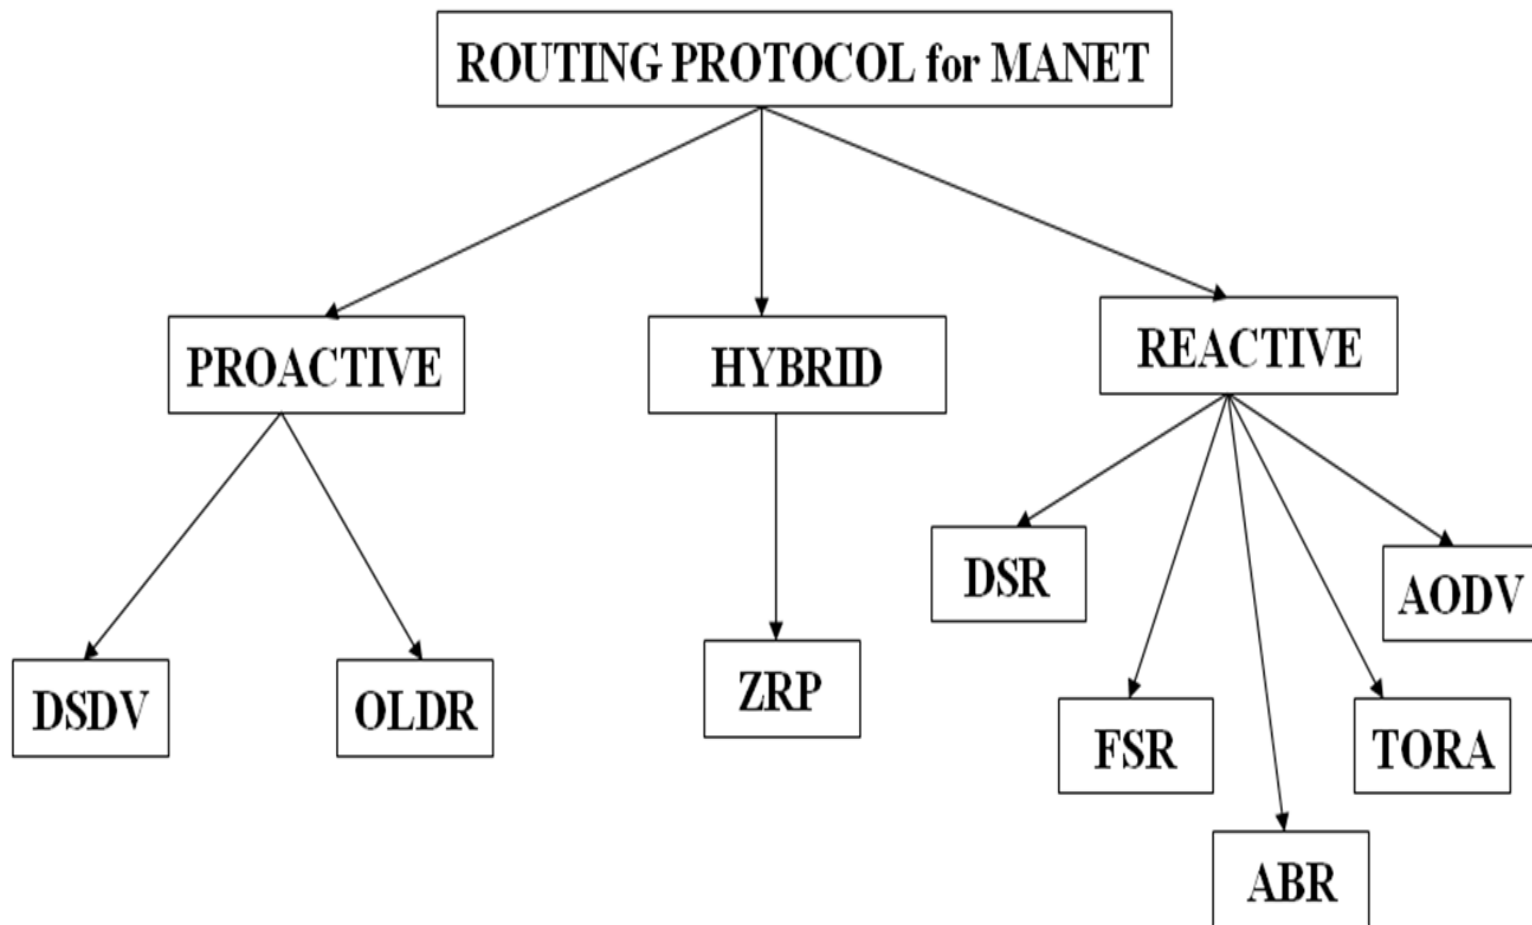 ROUTING PROTOCOL for MANET
PROACTIVE
HYBRID
REACTIVE
DSR
AODV
DSDV
OLDR
ZRP
FSR
TORA
ABR